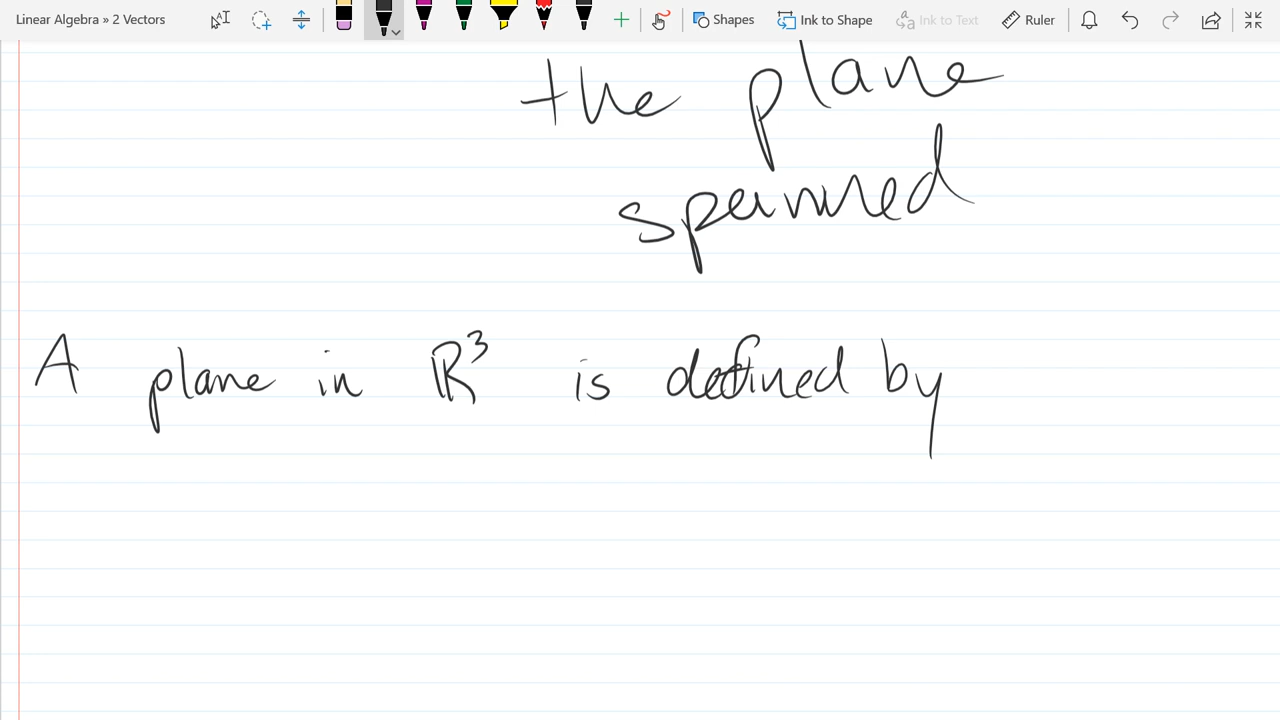 Linear Algebra » 2 Vectors Shapes Ink to Shape Ink to Text Ruler
the plane
spanned
A plane in ℝ³ is defined by